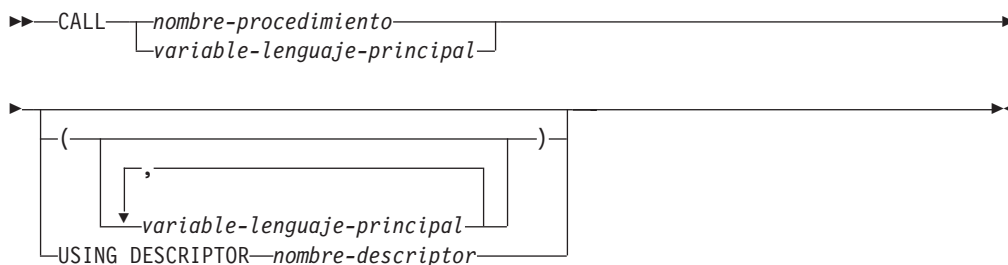 CALL nombre-procedimiento
variable-lenguaje-principal
( )
,
variable-lenguaje-principal
USING DESCRIPTOR nombre-descriptor